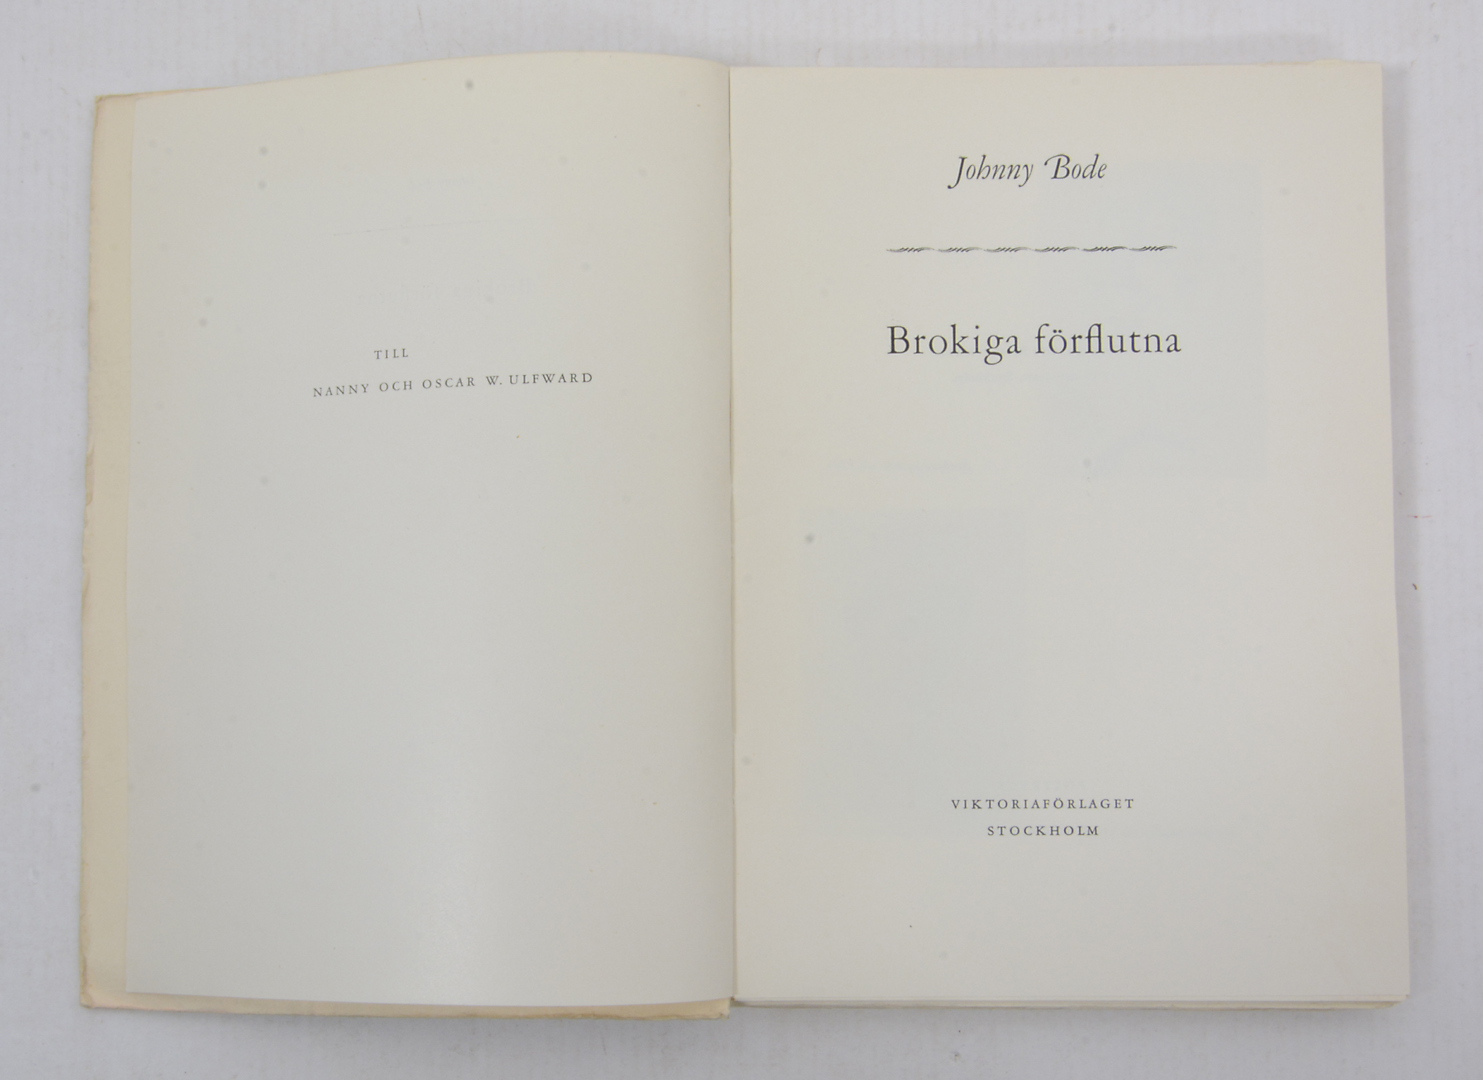 TILL
NANNY OCH OSCAR W. ULFWARD
Johnny Bode
Brokiga förflutna
VIKTORIAFÖRLAGET
STOCKHOLM